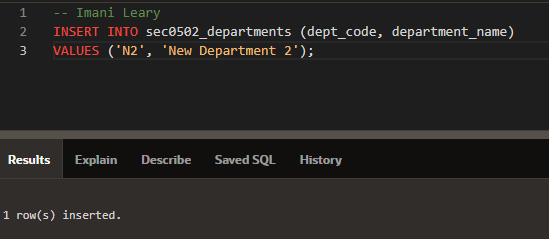 1 -- Imani Leary
2 INSERT INTO sec0502_departments (dept_code, department_name)
3 VALUES ('N2', 'New Department 2');
Results Explain Describe Saved SQL History
1 row(s) inserted.